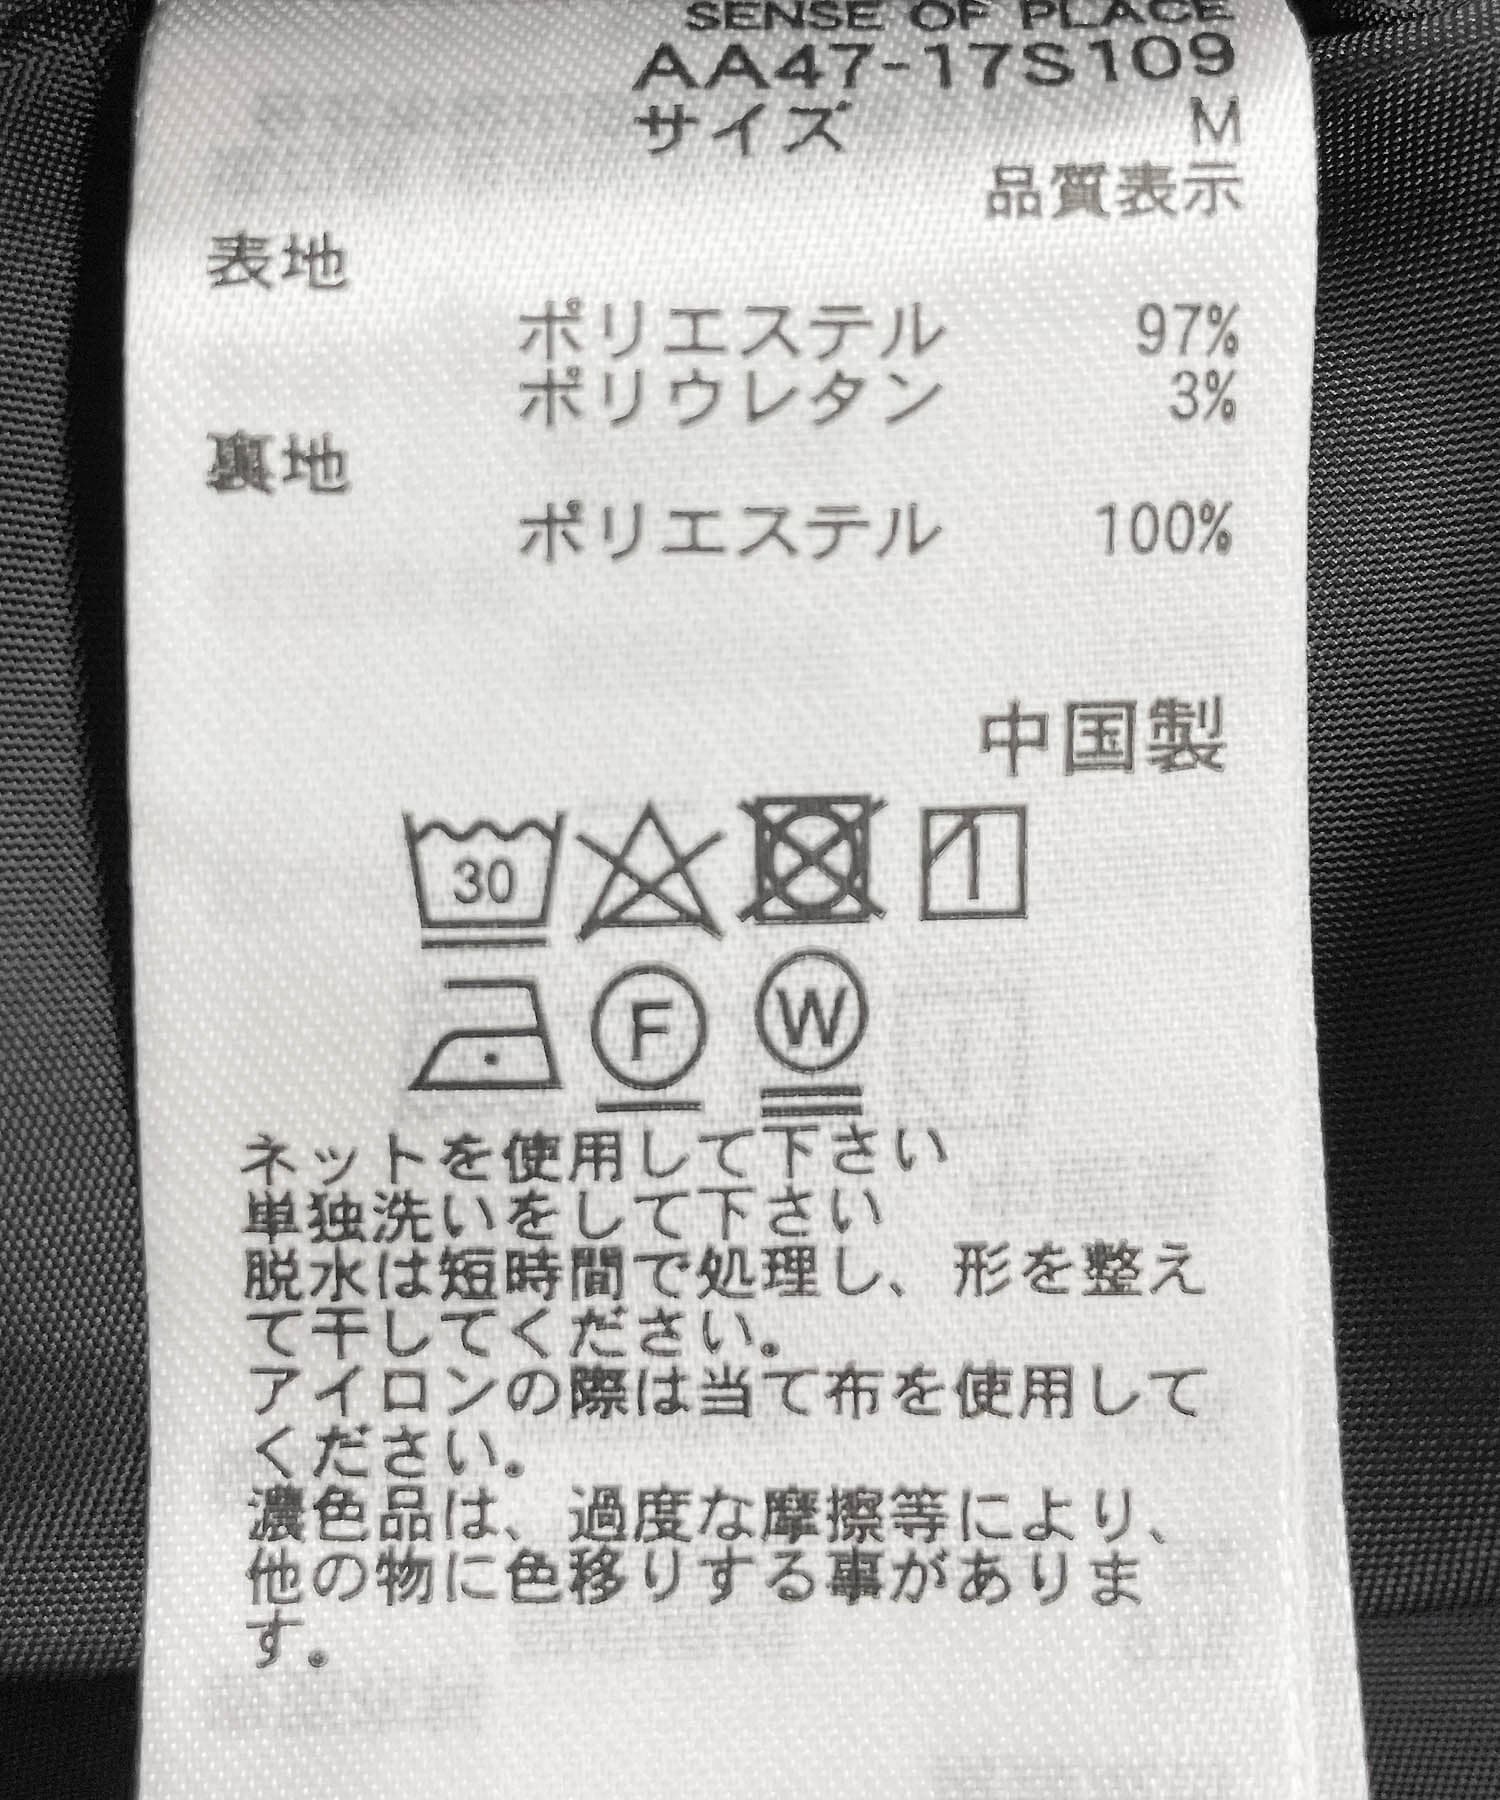 SENSE OF PLACE
AA47-17S109
サイズ M
品質表示
表地
ポリエステル 97%
ポリウレタン 3%
裏地
ポリエステル 100%
中国製
30
F
W
ネットを使用して下さい
単独洗いをして下さい
脱水は短時間で処理し、形を整え
て干してください。
アイロンの際は当て布を使用して
ください。
濃色品は、過度な摩擦等により、
他の物に色移りする事がありま
す。